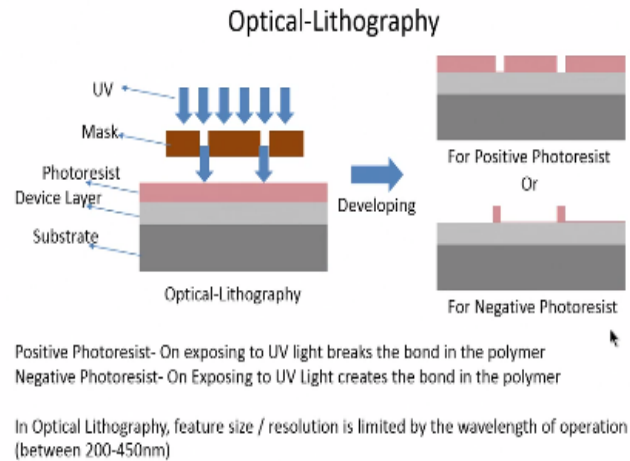 Optical-Lithography
UV
Mask
Photoresist
Device Layer
Substrate
Optical-Lithography
Developing
For Positive Photoresist
Or
For Negative Photoresist
Positive Photoresist- On exposing to UV light breaks the bond in the polymer
Negative Photoresist- On Exposing to UV Light creates the bond in the polymer
In Optical Lithography, feature size / resolution is limited by the wavelength of operation
(between 200-450nm)